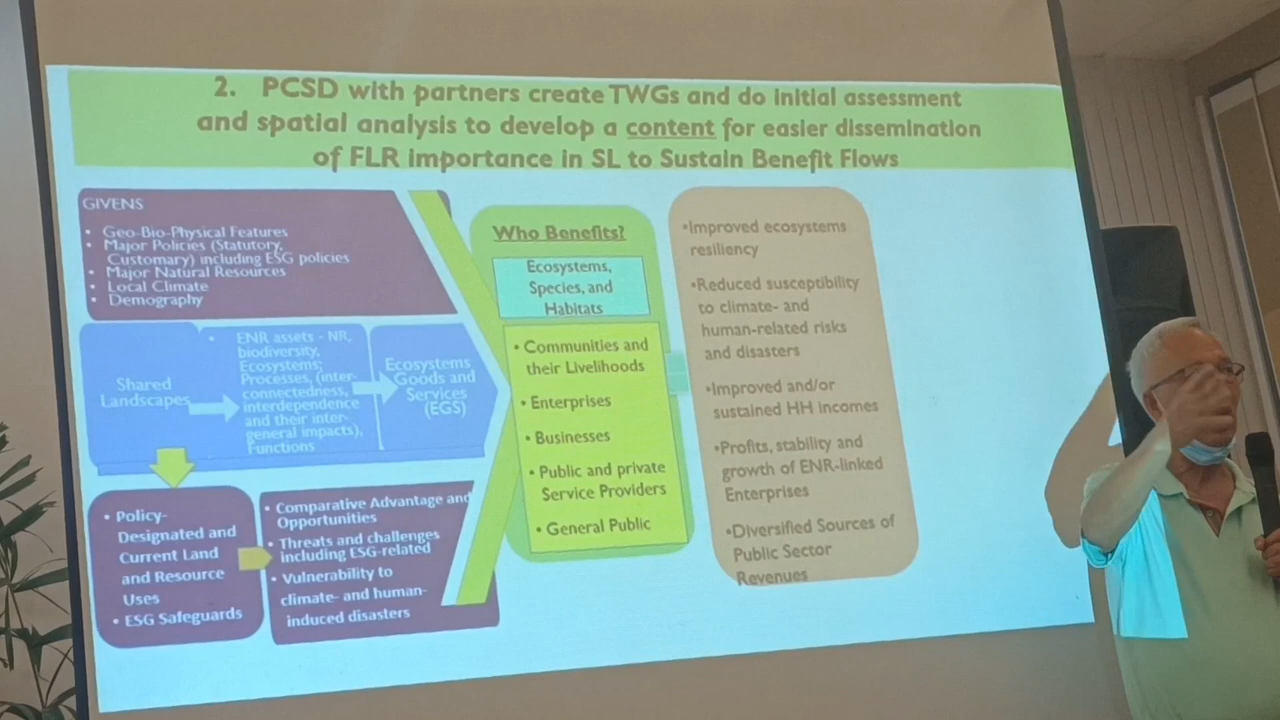 2. PCSD with partners create TWGs and do initial assessment
and spatial analysis to develop a content for easier dissemination
of FLR importance in SL to Sustain Benefit Flows
GIVENS
• Geo-Bio-Physical Features
• Major Policies (Statutory,
Customary) including ESG policies
• Major Natural Resources
• Local Climate
• Demography
Shared
Landscapes
• ENR assets - NR,
biodiversity,
Ecosystems;
Processes, (inter-
connectedness,
interdependence
and their inter-
general impacts),
Functions
Ecosystems
Goods and
Services
(EGS)
• Policy-
Designated and
Current Land
and Resource
Uses
• ESG Safeguards
• Comparative Advantage and
Opportunities
• Threats and challenges
including ESG-related
• Vulnerability to
climate- and human-
induced disasters
Who Benefits?
Ecosystems,
Species, and
Habitats
• Communities and
their Livelihoods
• Enterprises
• Businesses
• Public and private
Service Providers
• General Public
•Improved ecosystems
resiliency
•Reduced susceptibility
to climate- and
human-related risks
and disasters
•Improved and/or
sustained HH incomes
•Profits, stability and
growth of ENR-linked
Enterprises
•Diversified Sources of
Public Sector
Revenues